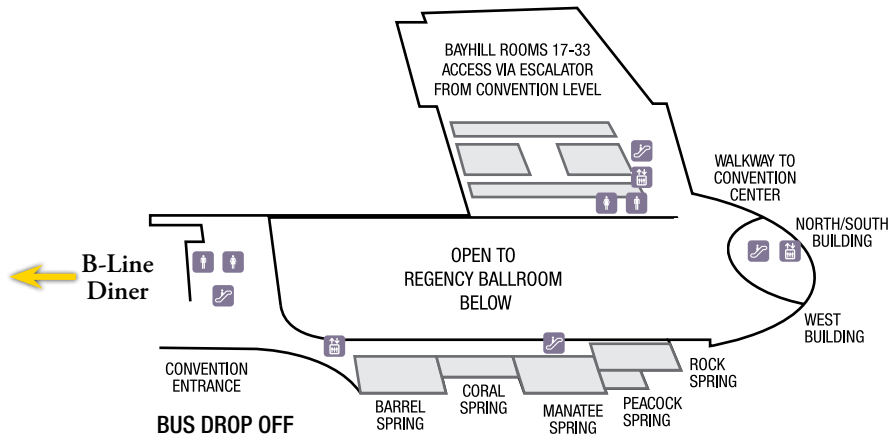 BAYHILL ROOMS 17-33
ACCESS VIA ESCALATOR
FROM CONVENTION LEVEL
WALKWAY TO
CONVENTION
CENTER
NORTH/SOUTH
BUILDING
B-Line
Diner
OPEN TO
REGENCY BALLROOM
BELOW
WEST
BUILDING
CONVENTION
ENTRANCE
ROCK
SPRING
BARREL
SPRING
CORAL
SPRING
MANATEE
SPRING
PEACOCK
SPRING
BUS DROP OFF